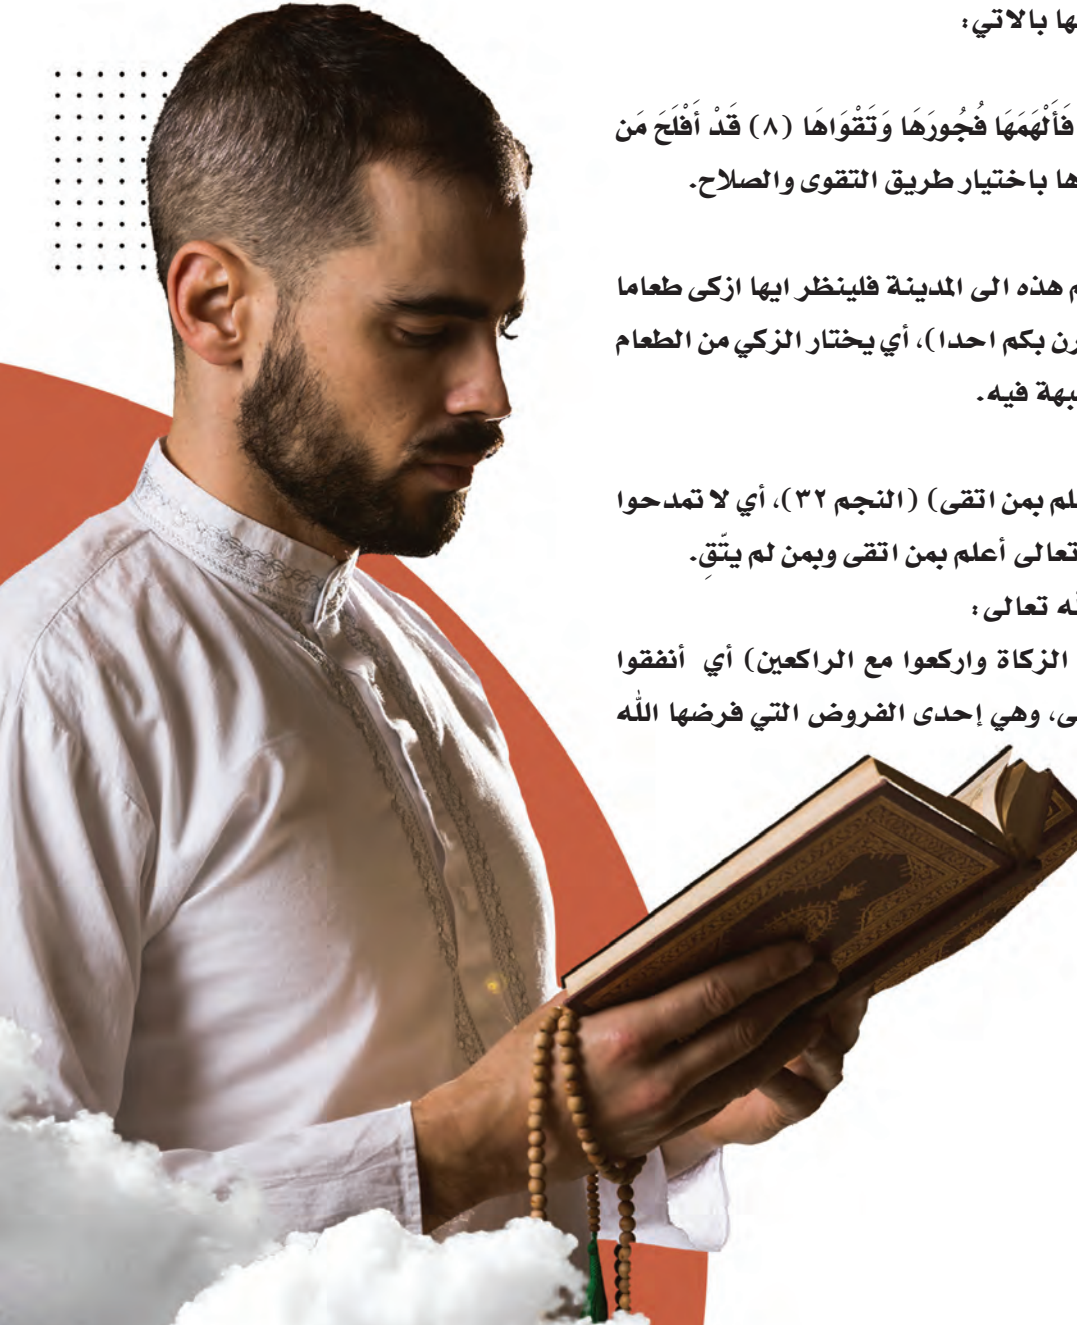 ها بالاتي:
فَأَلْهَمَهَا فُجُورَهَا وَتَقْوَاهَا (٨) قَدْ أَفْلَحَ مَن
ها باختيار طريق التقوى والصلاح.
م هذه الى المدينة فلينظر ايها ازكى طعاما
رن بكم احدا)، أي يختار الزكي من الطعام
بهة فيه.
لم بمن اتقى) (النجم ٣٢)، أي لا تمدحوا
تعالى أعلم بمن اتقى وبمن لم يتّقِ.
له تعالى:
الزكاة واركعوا مع الراكعين) أي أنفقوا
ى، وهي إحدى الفروض التي فرضها الله